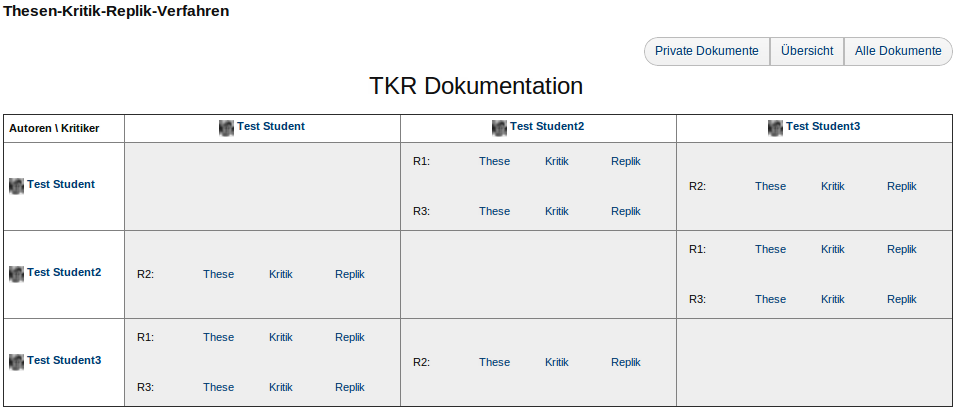 Thesen-Kritik-Replik-Verfahren
Private Dokumente Übersicht Alle Dokumente
TKR Dokumentation
Autoren \ Kritiker Test Student Test Student2 Test Student3
R1: These Kritik Replik
Test Student R2: These Kritik Replik
R3: These Kritik Replik
R1: These Kritik Replik
Test Student2 R2: These Kritik Replik
R3: These Kritik Replik
R1: These Kritik Replik
Test Student3 R2: These Kritik Replik
R3: These Kritik Replik